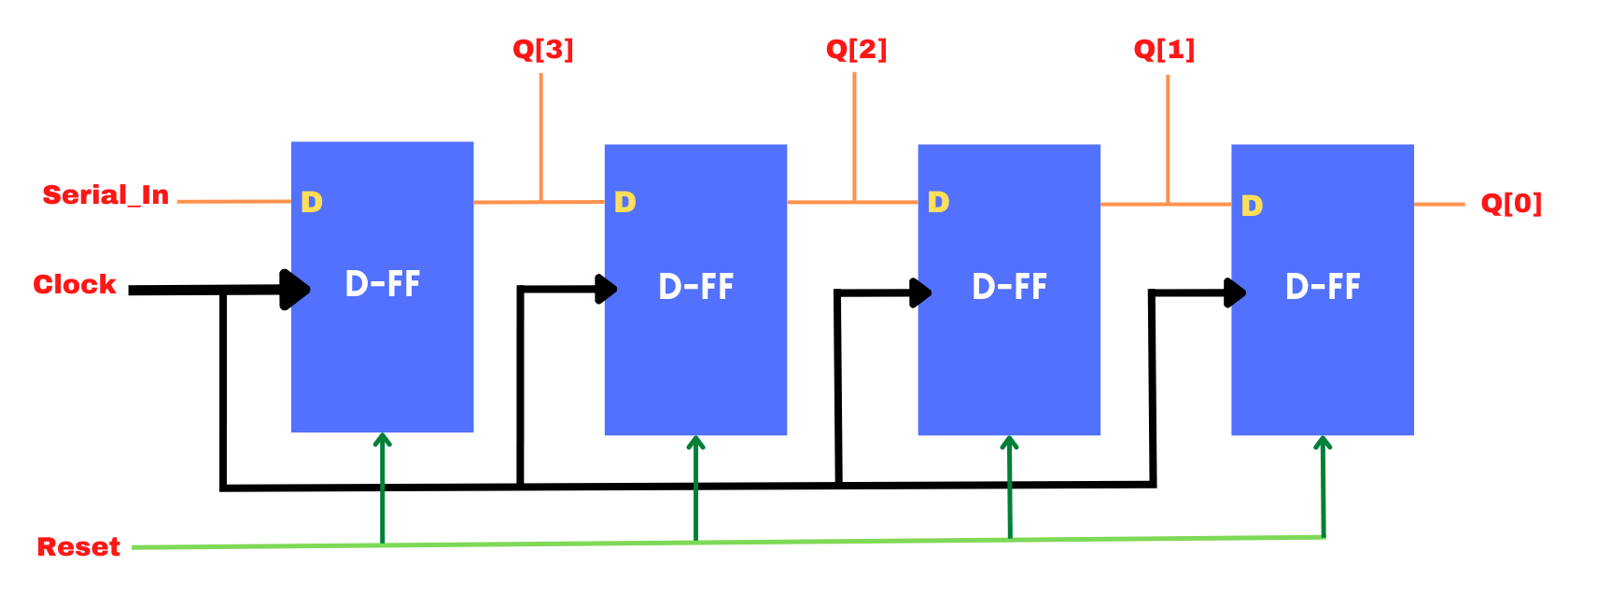 Q[3]
Q[2]
Q[1]
Serial_In
D
D
D
D
Q[0]
Clock
D-FF
D-FF
D-FF
D-FF
Reset